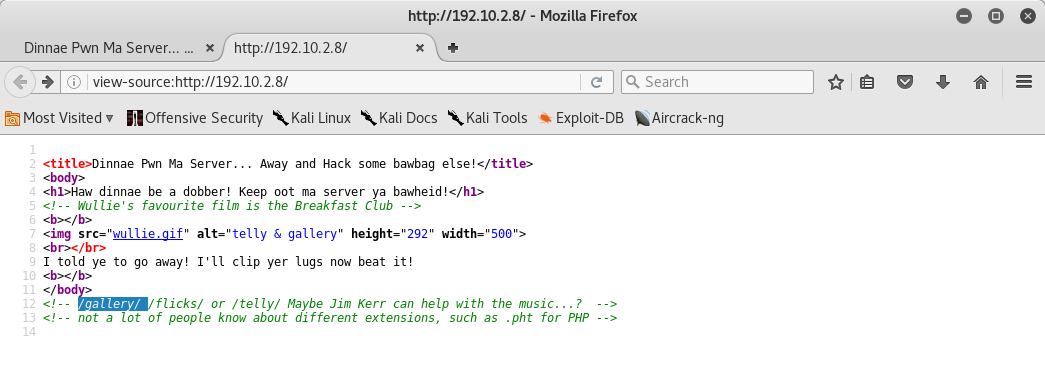 http://192.10.2.8/ - Mozilla Firefox
Dinnae Pwn Ma Server... ... http://192.10.2.8/
view-source:http://192.10.2.8/ Search
Most Visited Offensive Security Kali Linux Kali Docs Kali Tools Exploit-DB Aircrack-ng
1
2 <title>Dinnae Pwn Ma Server... Away and Hack some bawbag else!</title>
3 <body>
4 <h1>Haw dinnae be a dobber! Keep oot ma server ya bawheid!</h1>
5 <!-- Wullie's favourite film is the Breakfast Club -->
6 <b></b>
7 <img src="wullie.gif" alt="telly & gallery" height="292" width="500">
8 <br></br>
9 I told ye to go away! I'll clip yer lugs now beat it!
10 <b></b>
11 </body>
12 <!-- /gallery/ /flicks/ or /telly/ Maybe Jim Kerr can help with the music...?  -->
13 <!-- not a lot of people know about different extensions, such as .pht for PHP -->
14